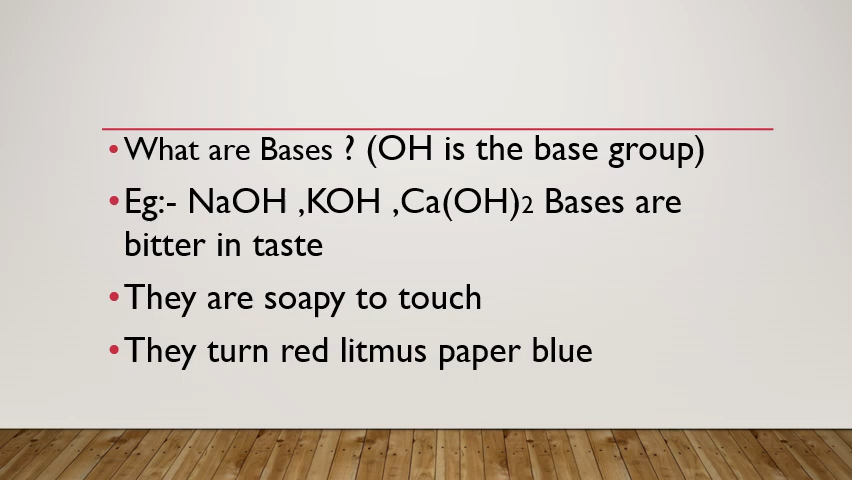 •What are Bases ? (OH is the base group)
•Eg:- NaOH ,KOH ,Ca(OH)2 Bases are
bitter in taste
•They are soapy to touch
•They turn red litmus paper blue